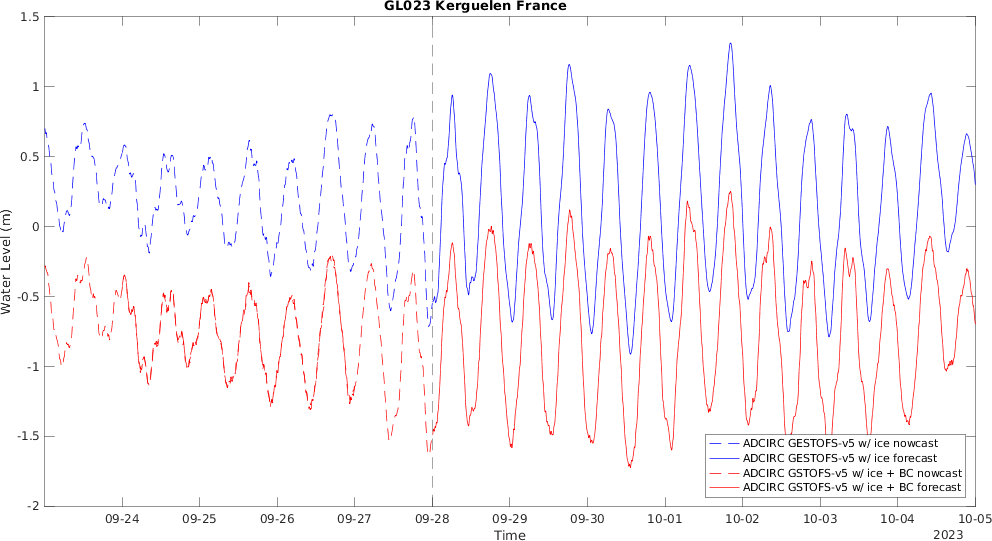 GL023 Kerguelen France
1.5
1
0.5
0
-0.5
-1
-1.5
-2
Water Level (m)
ADCIRC GESTOFS-v5 w/ ice nowcast
ADCIRC GESTOFS-v5 w/ ice forecast
ADCIRC GSTOFS-v5 w/ ice + BC nowcast
ADCIRC GSTOFS-v5 w/ ice + BC forecast
09-24 09-25 09-26 09-27 09-28 09-29 09-30 10-01 10-02 10-03 10-04 10-05
Time
2023